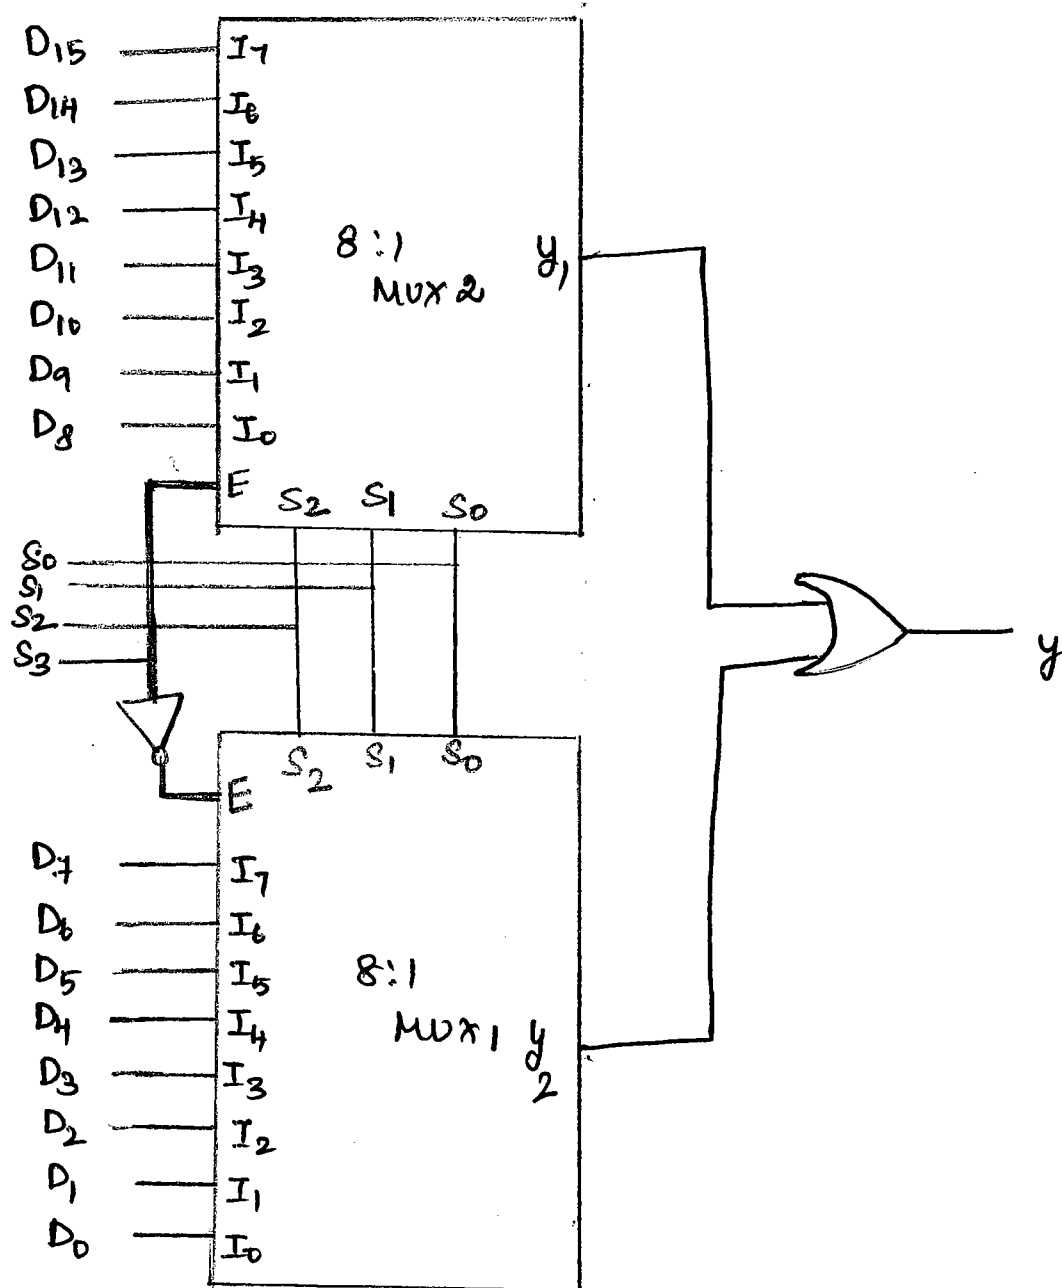 D15 I7
D14 I6
D13 I5
D12 I4
8:1 y1
D11 I3
MUX 2
D10 I2
D9 I1
D8 I0
E S2 S1 S0
S0
S1
S2
S3
y
S2 S1 S0
E
D7 I7
D6 I6
D5 I5
8:1
D4 I4
MUX 1 y2
D3 I3
D2 I2
D1 I1
D0 I0